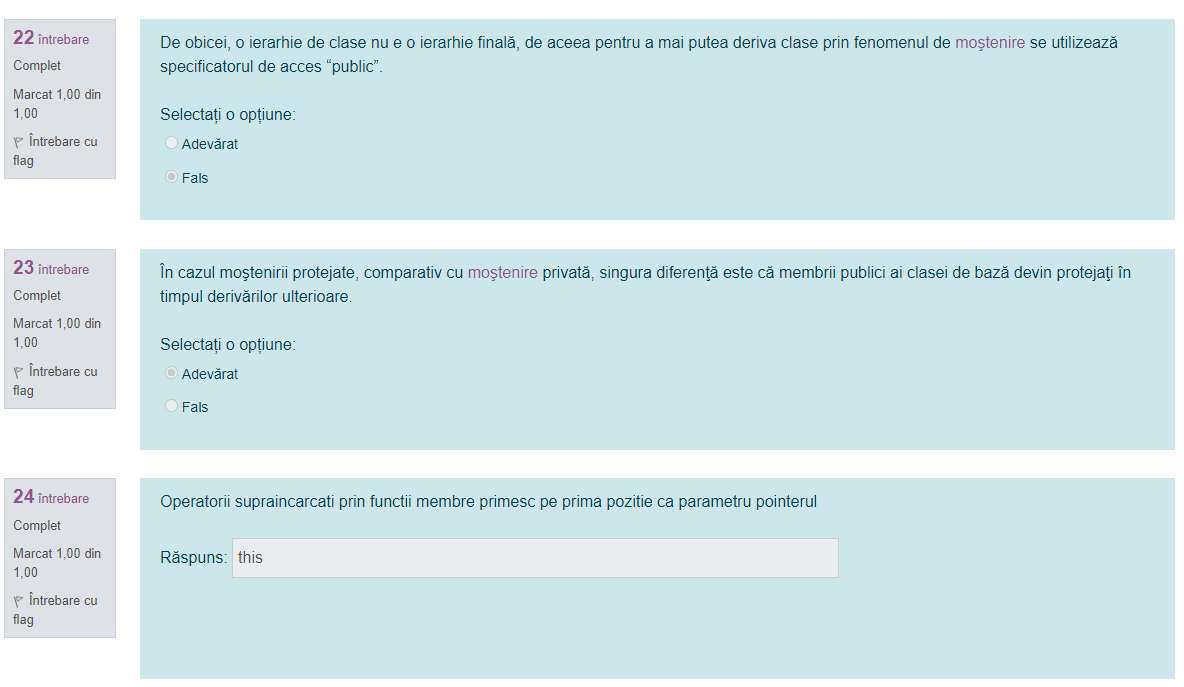 22 întrebare
Complet
Marcat 1,00 din
1,00
Întrebare cu
flag
De obicei, o ierarhie de clase nu e o ierarhie finală, de aceea pentru a mai putea deriva clase prin fenomenul de moștenire se utilizează
specificatorul de acces “public”.
Selectați o opțiune:
Adevărat
Fals
23 întrebare
Complet
Marcat 1,00 din
1,00
Întrebare cu
flag
În cazul moştenirii protejate, comparativ cu moştenire privată, singura diferenţă este că membrii publici ai clasei de bază devin protejaţi în
timpul derivărilor ulterioare.
Selectați o opțiune:
Adevărat
Fals
24 întrebare
Complet
Marcat 1,00 din
1,00
Întrebare cu
flag
Operatorii supraincarcati prin functii membre primesc pe prima pozitie ca parametru pointerul
Răspuns: this